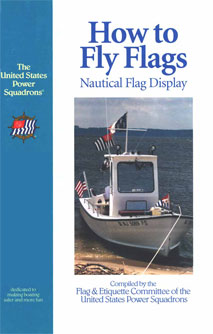 How to
Fly Flags
Nautical Flag Display
The
United States
Power
Squadrons®
dedicated to
making boating
safer and more fun
Compiled by the
Flag & Etiquette Committee of the
United States Power Squadrons